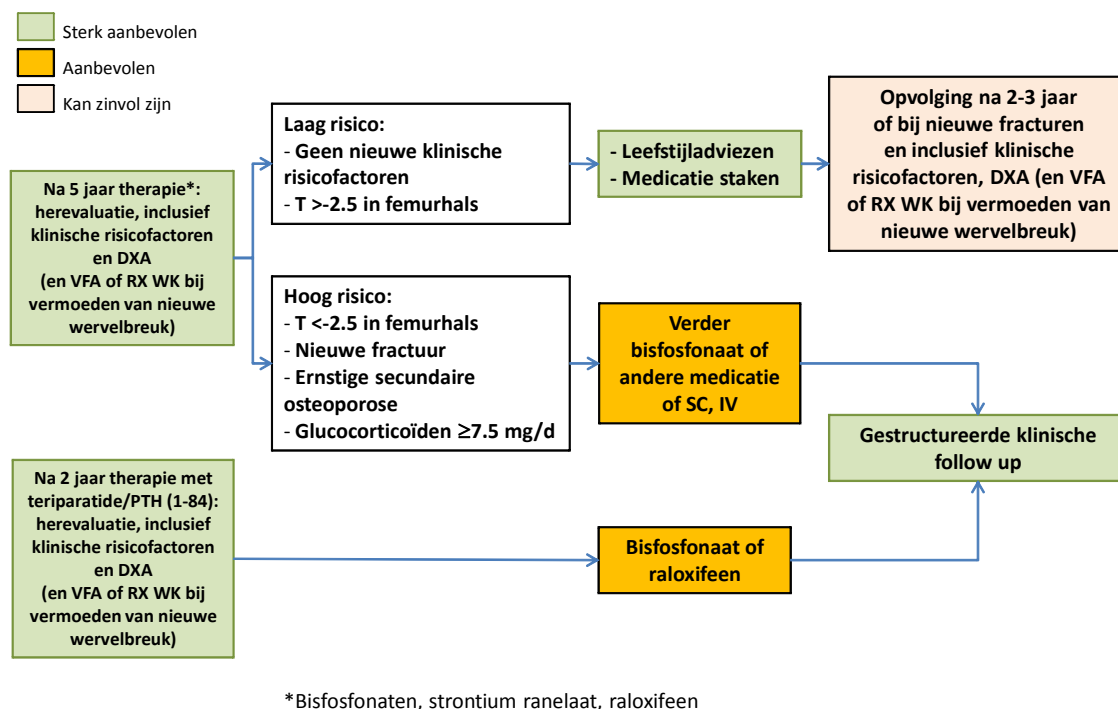 Sterk aanbevolen
Aanbevolen
Kan zinvol zijn
Na 5 jaar therapie*:
herevaluatie, inclusief
klinische risicofactoren
en DXA
(en VFA of RX WK bij
vermoeden van nieuwe
wervelbreuk)
Laag risico:
- Geen nieuwe klinische
risicofactoren
- T >-2.5 in femurhals
- Leefstijladviezen
- Medicatie staken
Opvolging na 2-3 jaar
of bij nieuwe fracturen
en inclusief klinische
risicofactoren, DXA (en VFA
of RX WK bij vermoeden van
nieuwe wervelbreuk)
Hoog risico:
- T <-2.5 in femurhals
- Nieuwe fractuur
- Ernstige secundaire
osteoporose
- Glucocorticoïden ≥7.5 mg/d
Verder
bisfosfonaat of
andere medicatie
of SC, IV
Gestructureerde klinische
follow up
Na 2 jaar therapie met
teriparatide/PTH (1-84):
herevaluatie, inclusief
klinische risicofactoren
en DXA
(en VFA of RX WK bij
vermoeden van nieuwe
wervelbreuk)
Bisfosfonaat of
raloxifeen
*Bisfosfonaten, strontium ranelaat, raloxifeen